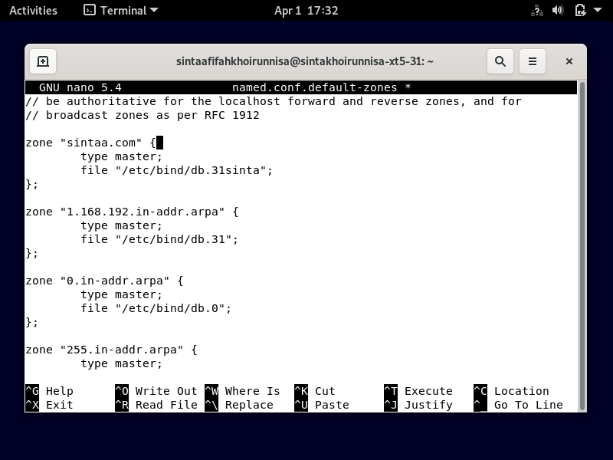 Activities Terminal Apr 1 17:32
sintaafifahkhoirunnisa@sintakhoirunnisa-xt5-31: ~
GNU nano 5.4 named.conf.default-zones *
// be authoritative for the localhost forward and reverse zones, and for
// broadcast zones as per RFC 1912
zone "sintaa.com" {
type master;
file "/etc/bind/db.31sinta";
};
zone "1.168.192.in-addr.arpa" {
type master;
file "/etc/bind/db.31";
};
zone "0.in-addr.arpa" {
type master;
file "/etc/bind/db.0";
};
zone "255.in-addr.arpa" {
type master;
^G Help ^O Write Out ^W Where Is ^K Cut ^T Execute ^C Location
^X Exit ^R Read File ^\ Replace ^U Paste ^J Justify ^_ Go To Line